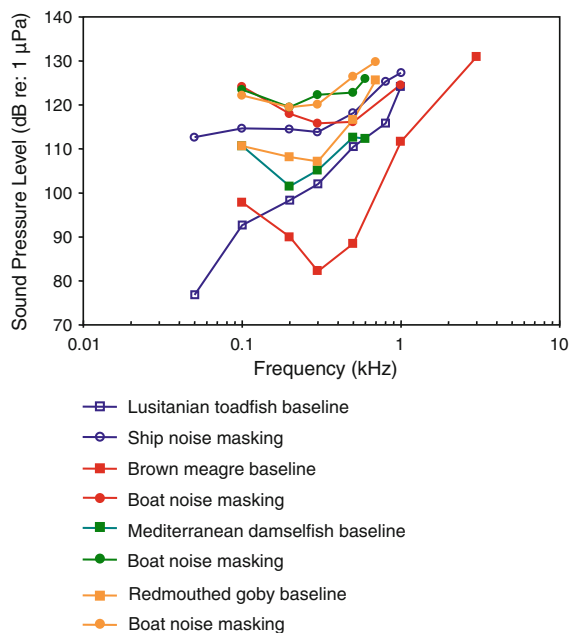 Sound Pressure Level (dB re: 1 µPa)
140
130
120
110
100
90
80
70
0.01
0.1
1
10
Frequency (kHz)
Lusitanian toadfish baseline
Ship noise masking
Brown meagre baseline
Boat noise masking
Mediterranean damselfish baseline
Boat noise masking
Redmouthed goby baseline
Boat noise masking